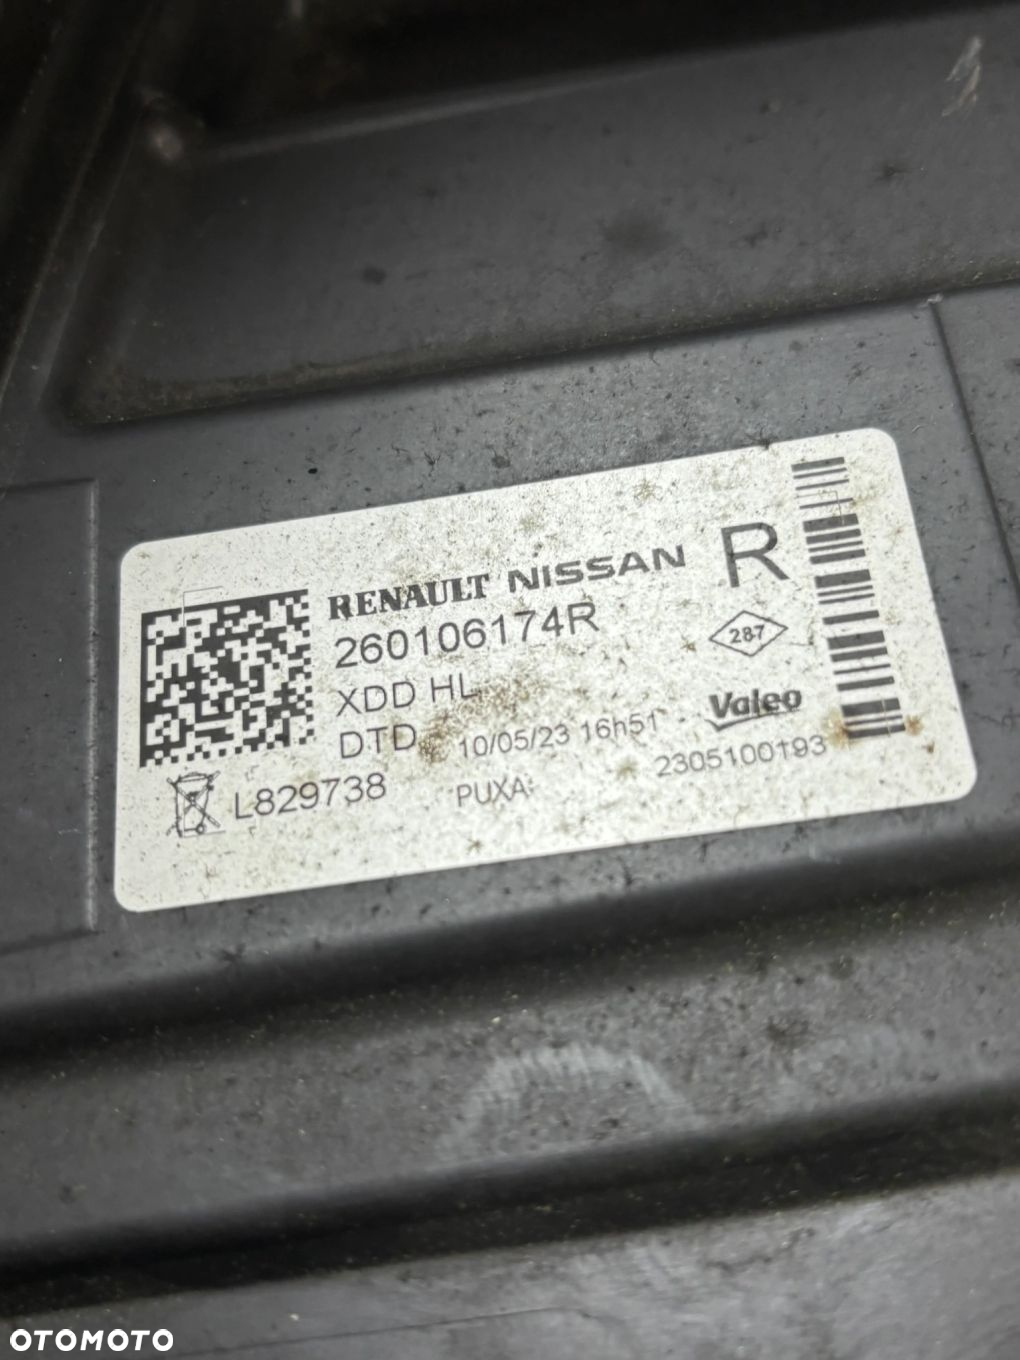 RENAULT NISSAN R
260106174R
287
XDD HL
Valeo
DTD 10/05/23 16h51
2305100193
L829738 PUXA:
OTOMOTO